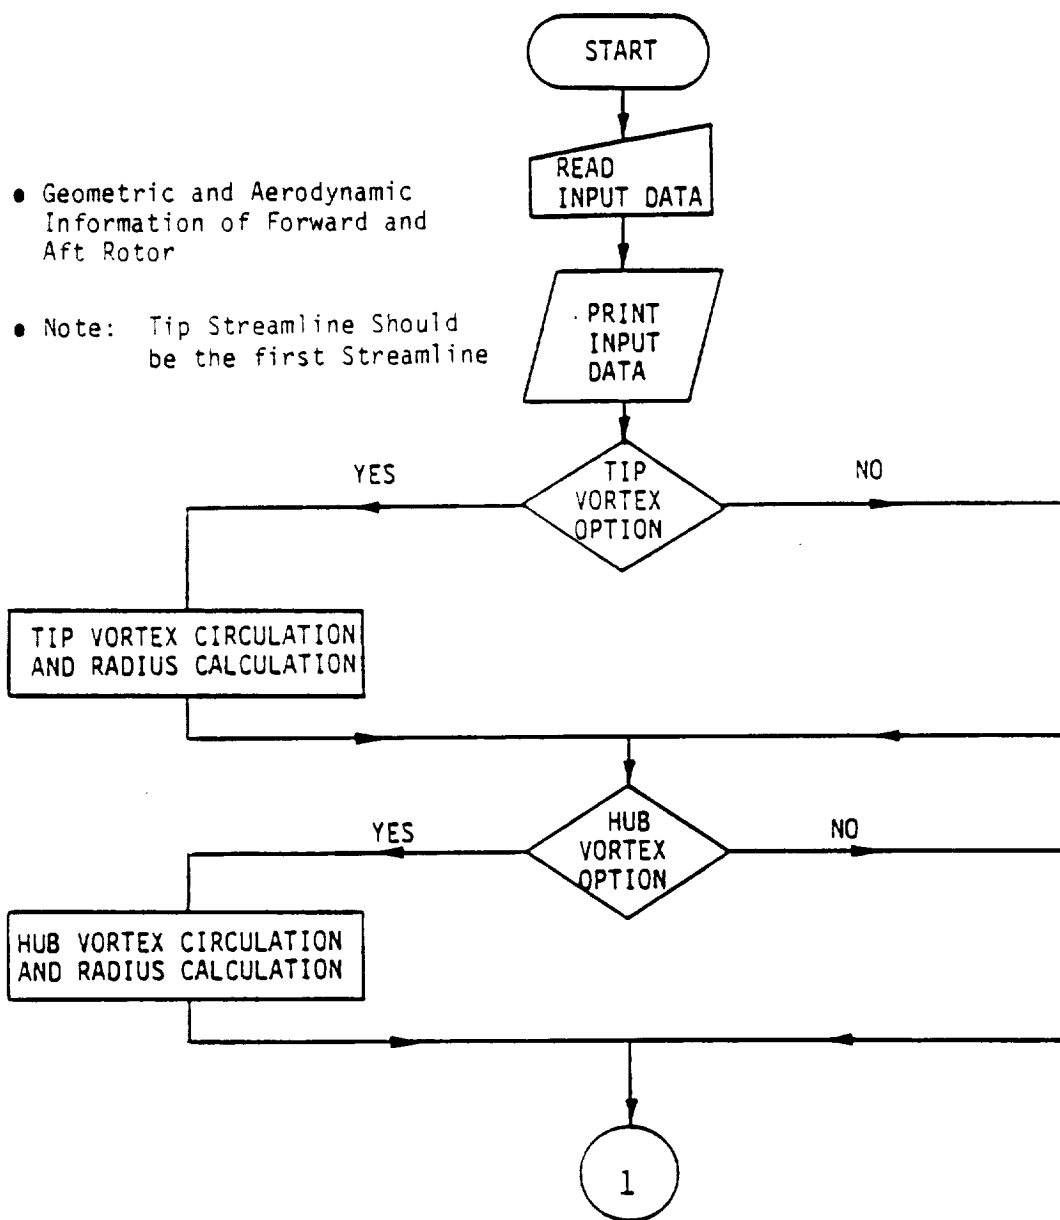 START
READ
INPUT DATA
• Geometric and Aerodynamic
Information of Forward and
Aft Rotor
• Note: Tip Streamline Should
be the first Streamline
PRINT
INPUT
DATA
YES
TIP
VORTEX
OPTION
NO
TIP VORTEX CIRCULATION
AND RADIUS CALCULATION
YES
HUB
VORTEX
OPTION
NO
HUB VORTEX CIRCULATION
AND RADIUS CALCULATION
1